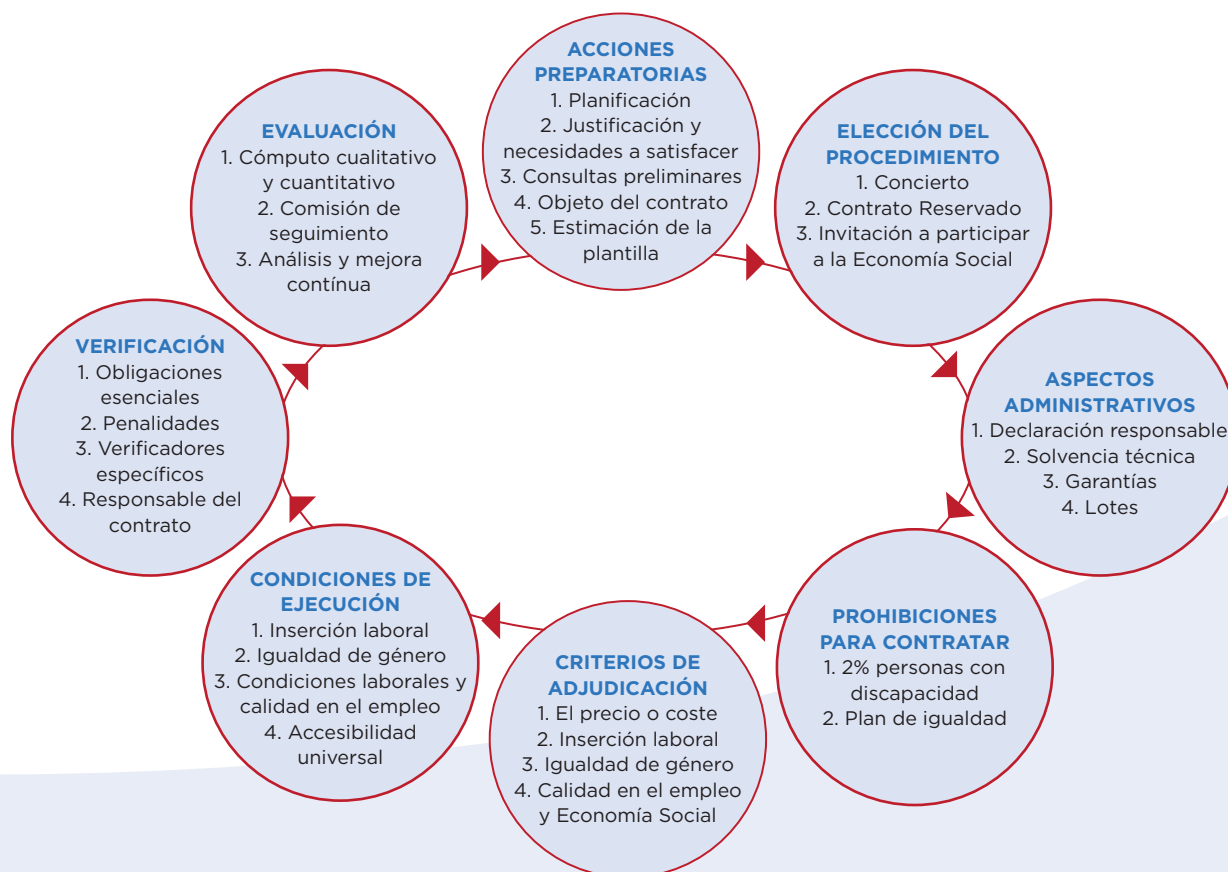 ACCIONES
PREPARATORIAS
1. Planificación
2. Justificación y
necesidades a satisfacer
3. Consultas preliminares
4. Objeto del contrato
5. Estimación de la
plantilla
ELECCIÓN DEL
PROCEDIMIENTO
1. Concierto
2. Contrato Reservado
3. Invitación a participar
a la Economía Social
ASPECTOS
ADMINISTRATIVOS
1. Declaración responsable
2. Solvencia técnica
3. Garantías
4. Lotes
PROHIBICIONES
PARA CONTRATAR
1. 2% personas con
discapacidad
2. Plan de igualdad
CRITERIOS DE
ADJUDICACIÓN
1. El precio o coste
2. Inserción laboral
3. Igualdad de género
4. Calidad en el empleo
y Economía Social
CONDICIONES DE
EJECUCIÓN
1. Inserción laboral
2. Igualdad de género
3. Condiciones laborales y
calidad en el empleo
4. Accesibilidad
universal
VERIFICACIÓN
1. Obligaciones
esenciales
2. Penalidades
3. Verificadores
específicos
4. Responsable del
contrato
EVALUACIÓN
1. Cómputo cualitativo
y cuantitativo
2. Comisión de
seguimiento
3. Análisis y mejora
contínua